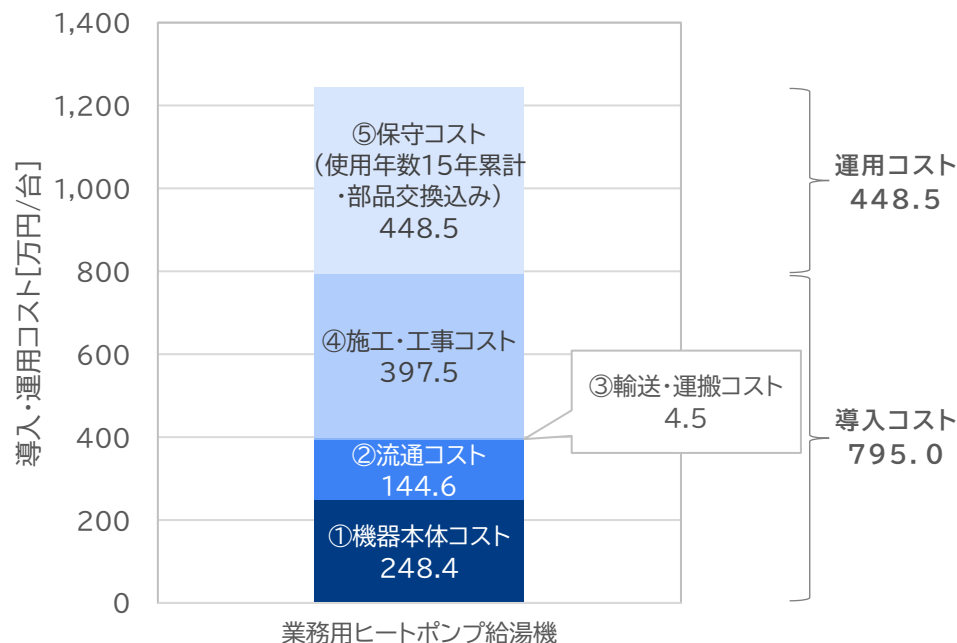 導入・運用コスト[万円/台]
1,400
1,200
1,000
800
600
400
200
0
⑤保守コスト
(使用年数15年累計
・部品交換込み)
448.5
④施工・工事コスト
397.5
③輸送・運搬コスト
4.5
②流通コスト
144.6
①機器本体コスト
248.4
運用コスト
448.5
導入コスト
795.0
業務用ヒートポンプ給湯機